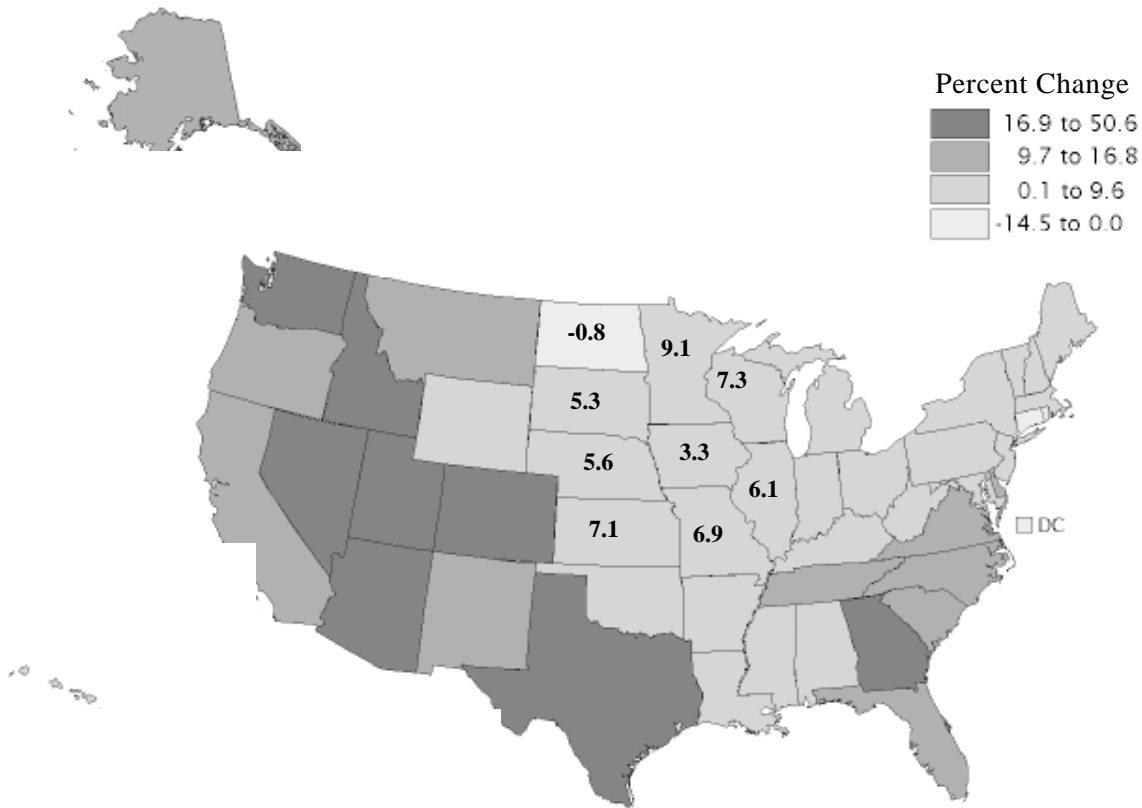 Percent Change
16.9 to 50.6
9.7 to 16.8
0.1 to 9.6
-14.5 to 0.0
-0.8
9.1
7.3
5.3
3.3
5.6
6.1
7.1
6.9
DC